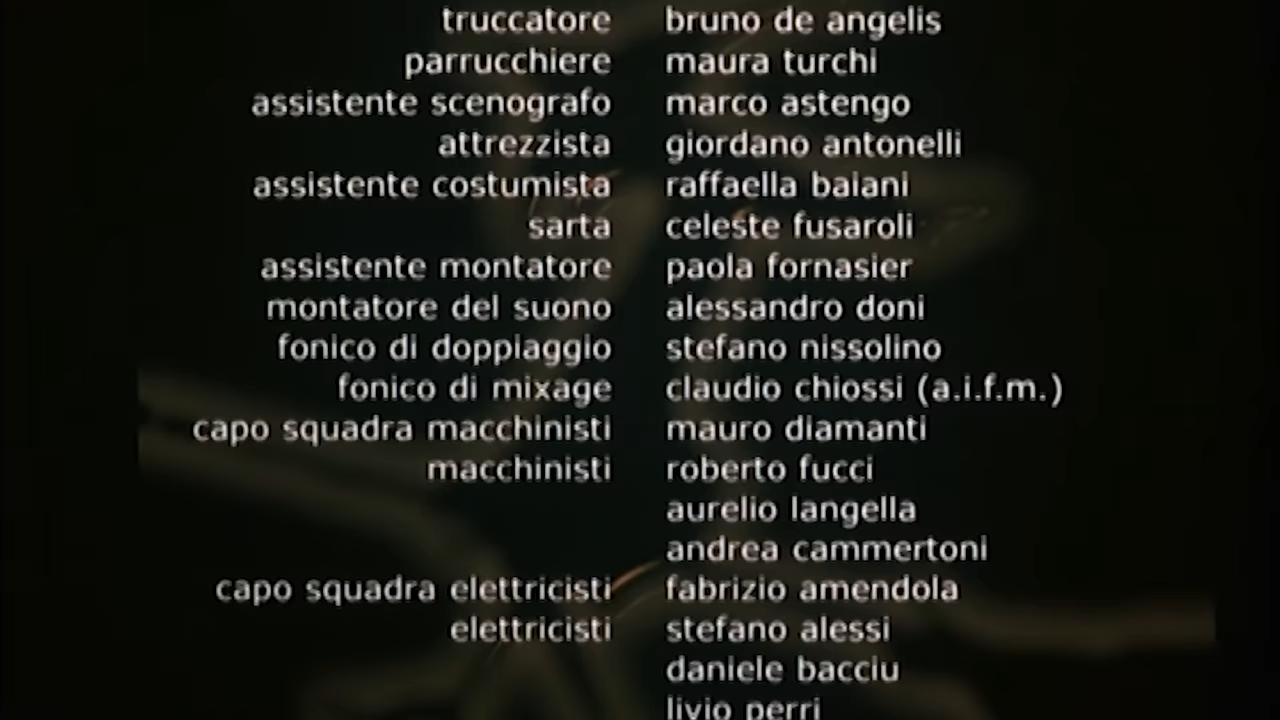 truccatore bruno de angelis
parrucchiere maura turchi
assistente scenografo marco astengo
attrezzista giordano antonelli
assistente costumista raffaella baiani
sarta celeste fusaroli
assistente montatore paola fornasier
montatore del suono alessandro doni
fonico di doppiaggio stefano nissolino
fonico di mixage claudio chiossi (a.i.f.m.)
capo squadra macchinisti mauro diamanti
macchinisti roberto fucci
aurelio langella
andrea cammertoni
capo squadra elettricisti fabrizio amendola
elettricisti stefano alessi
daniele bacciu
livio perri